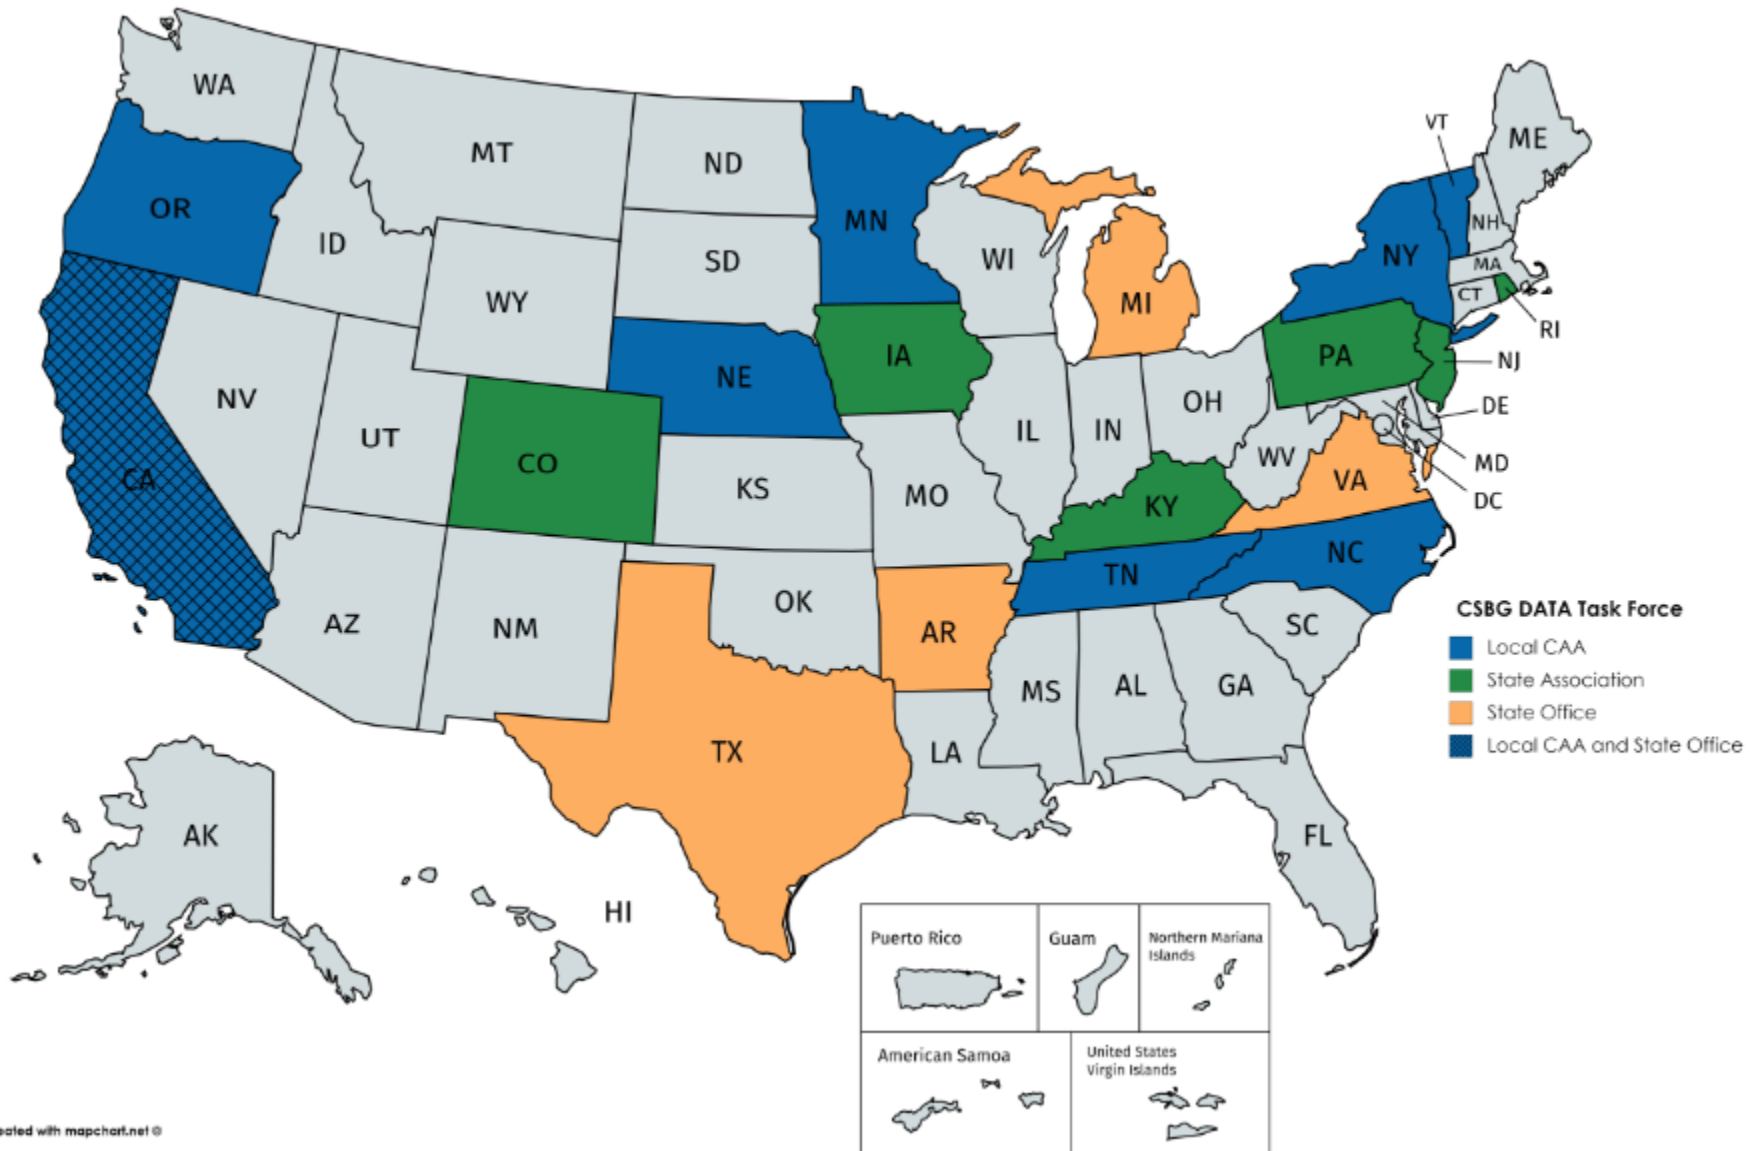 WA
MT
ND
MN
VT
ME
OR
ID
SD
WI
NY
NH
MA
CT
RI
WY
MI
IA
PA
NJ
NE
NV
UT
CO
IL
IN
OH
DE
CA
KS
MO
KY
WV
VA
MD
DC
AZ
NM
OK
AR
TN
NC
SC
MS
AL
GA
TX
LA
FL
AK
HI
CSBG DATA Task Force
Local CAA
State Association
State Office
Local CAA and State Office
Puerto Rico
Guam
Northern Mariana
Islands
American Samoa
United States
Virgin Islands
eated with mapchart.net ©